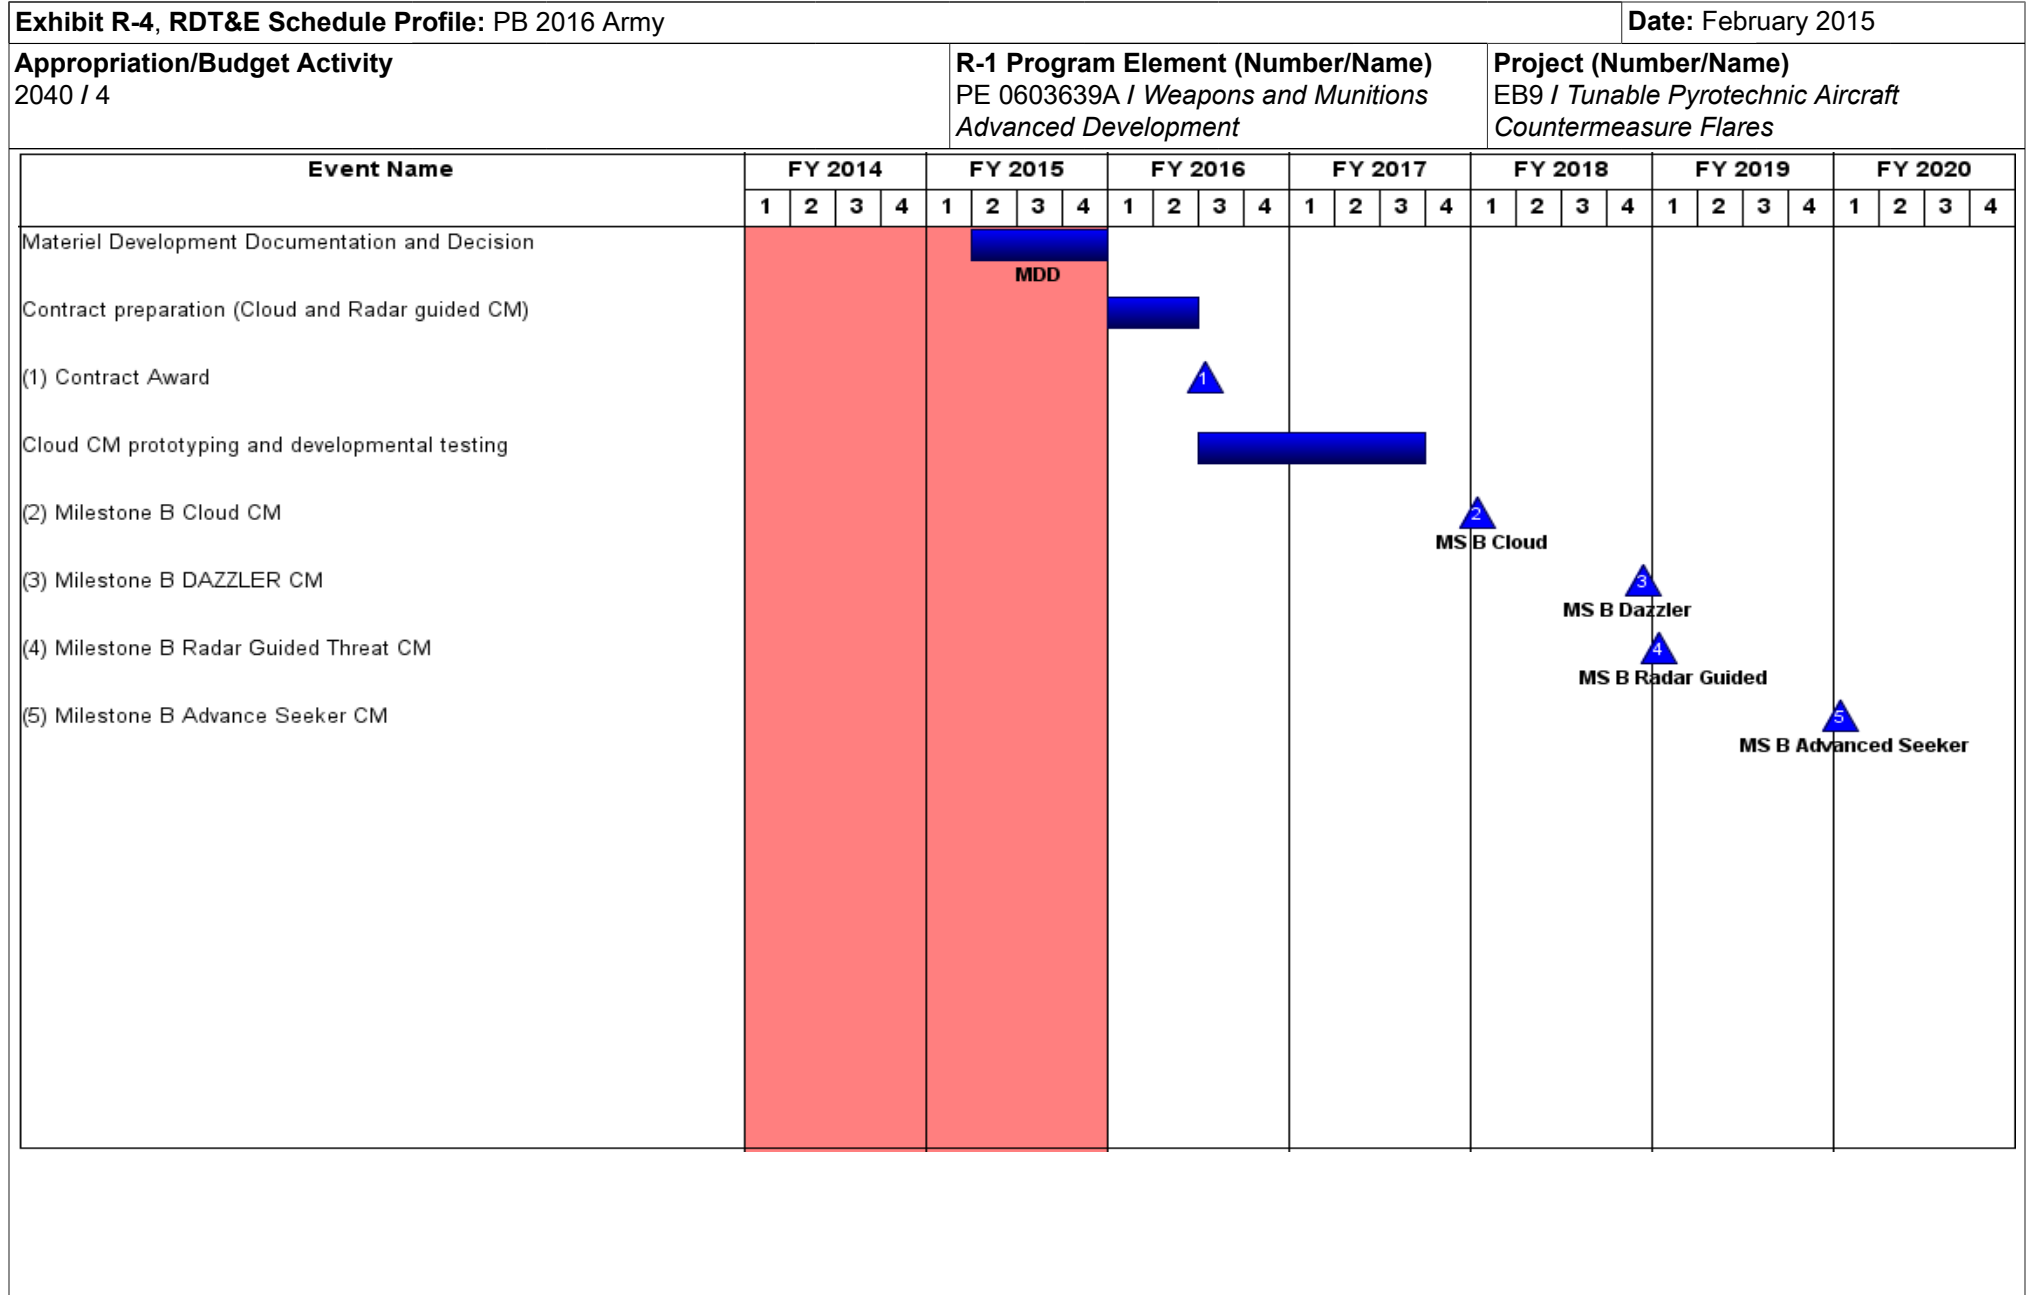 Exhibit R-4, RDT&E Schedule Profile: PB 2016 Army
Date: February 2015
Appropriation/Budget Activity
2040 / 4
R-1 Program Element (Number/Name)
PE 0603639A / Weapons and Munitions
Advanced Development
Project (Number/Name)
EB9 / Tunable Pyrotechnic Aircraft
Countermeasure Flares
Event Name FY 2014 FY 2015 FY 2016 FY 2017 FY 2018 FY 2019 FY 2020
1 2 3 4 1 2 3 4 1 2 3 4 1 2 3 4 1 2 3 4 1 2 3 4 1 2 3 4
Materiel Development Documentation and Decision
MDD
Contract preparation (Cloud and Radar guided CM)
(1) Contract Award
1
Cloud CM prototyping and developmental testing
(2) Milestone B Cloud CM
2
MS B Cloud
(3) Milestone B DAZZLER CM
3
MS B Dazzler
(4) Milestone B Radar Guided Threat CM
4
MS B Radar Guided
(5) Milestone B Advance Seeker CM
5
MS B Advanced Seeker